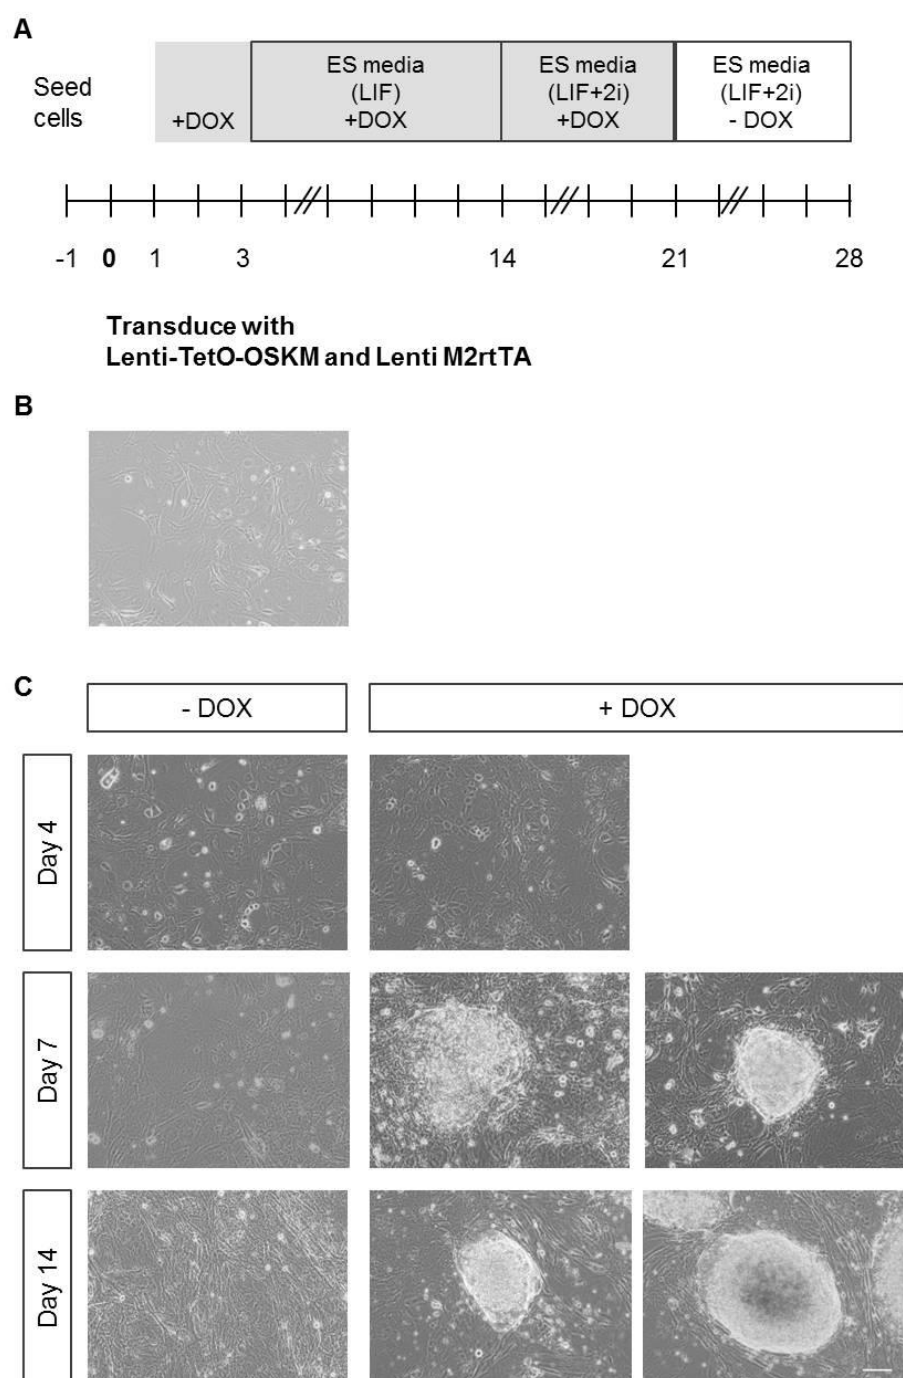 A
Seed
cells
+DOX
ES media
(LIF)
+DOX
ES media
(LIF+2i)
+DOX
ES media
(LIF+2i)
- DOX
-1 0 1 3 14 21 28
Transduce with
Lenti-TetO-OSKM and Lenti M2rtTA
B
C
- DOX
+ DOX
Day 4
Day 7
Day 14